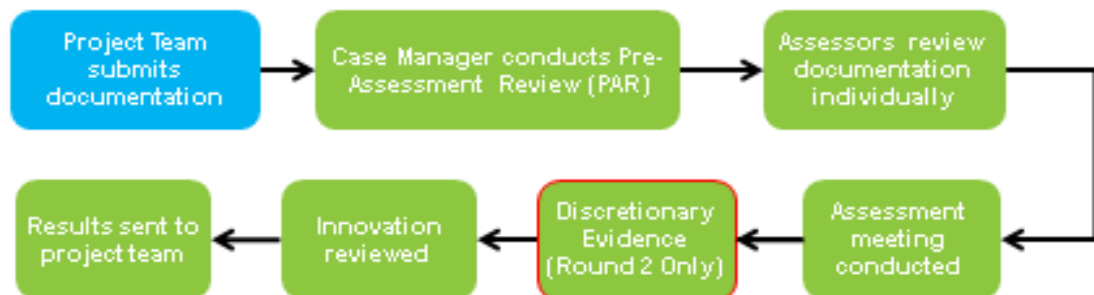 Project Team
submits
documentation
Case Manager conducts Pre-
Assessment Review (PAR)
Assessors review
documentation
individually
Assessment
meeting
conducted
Discretionary
Evidence
(Round 2 Only)
Innovation
reviewed
Results sent to
project team